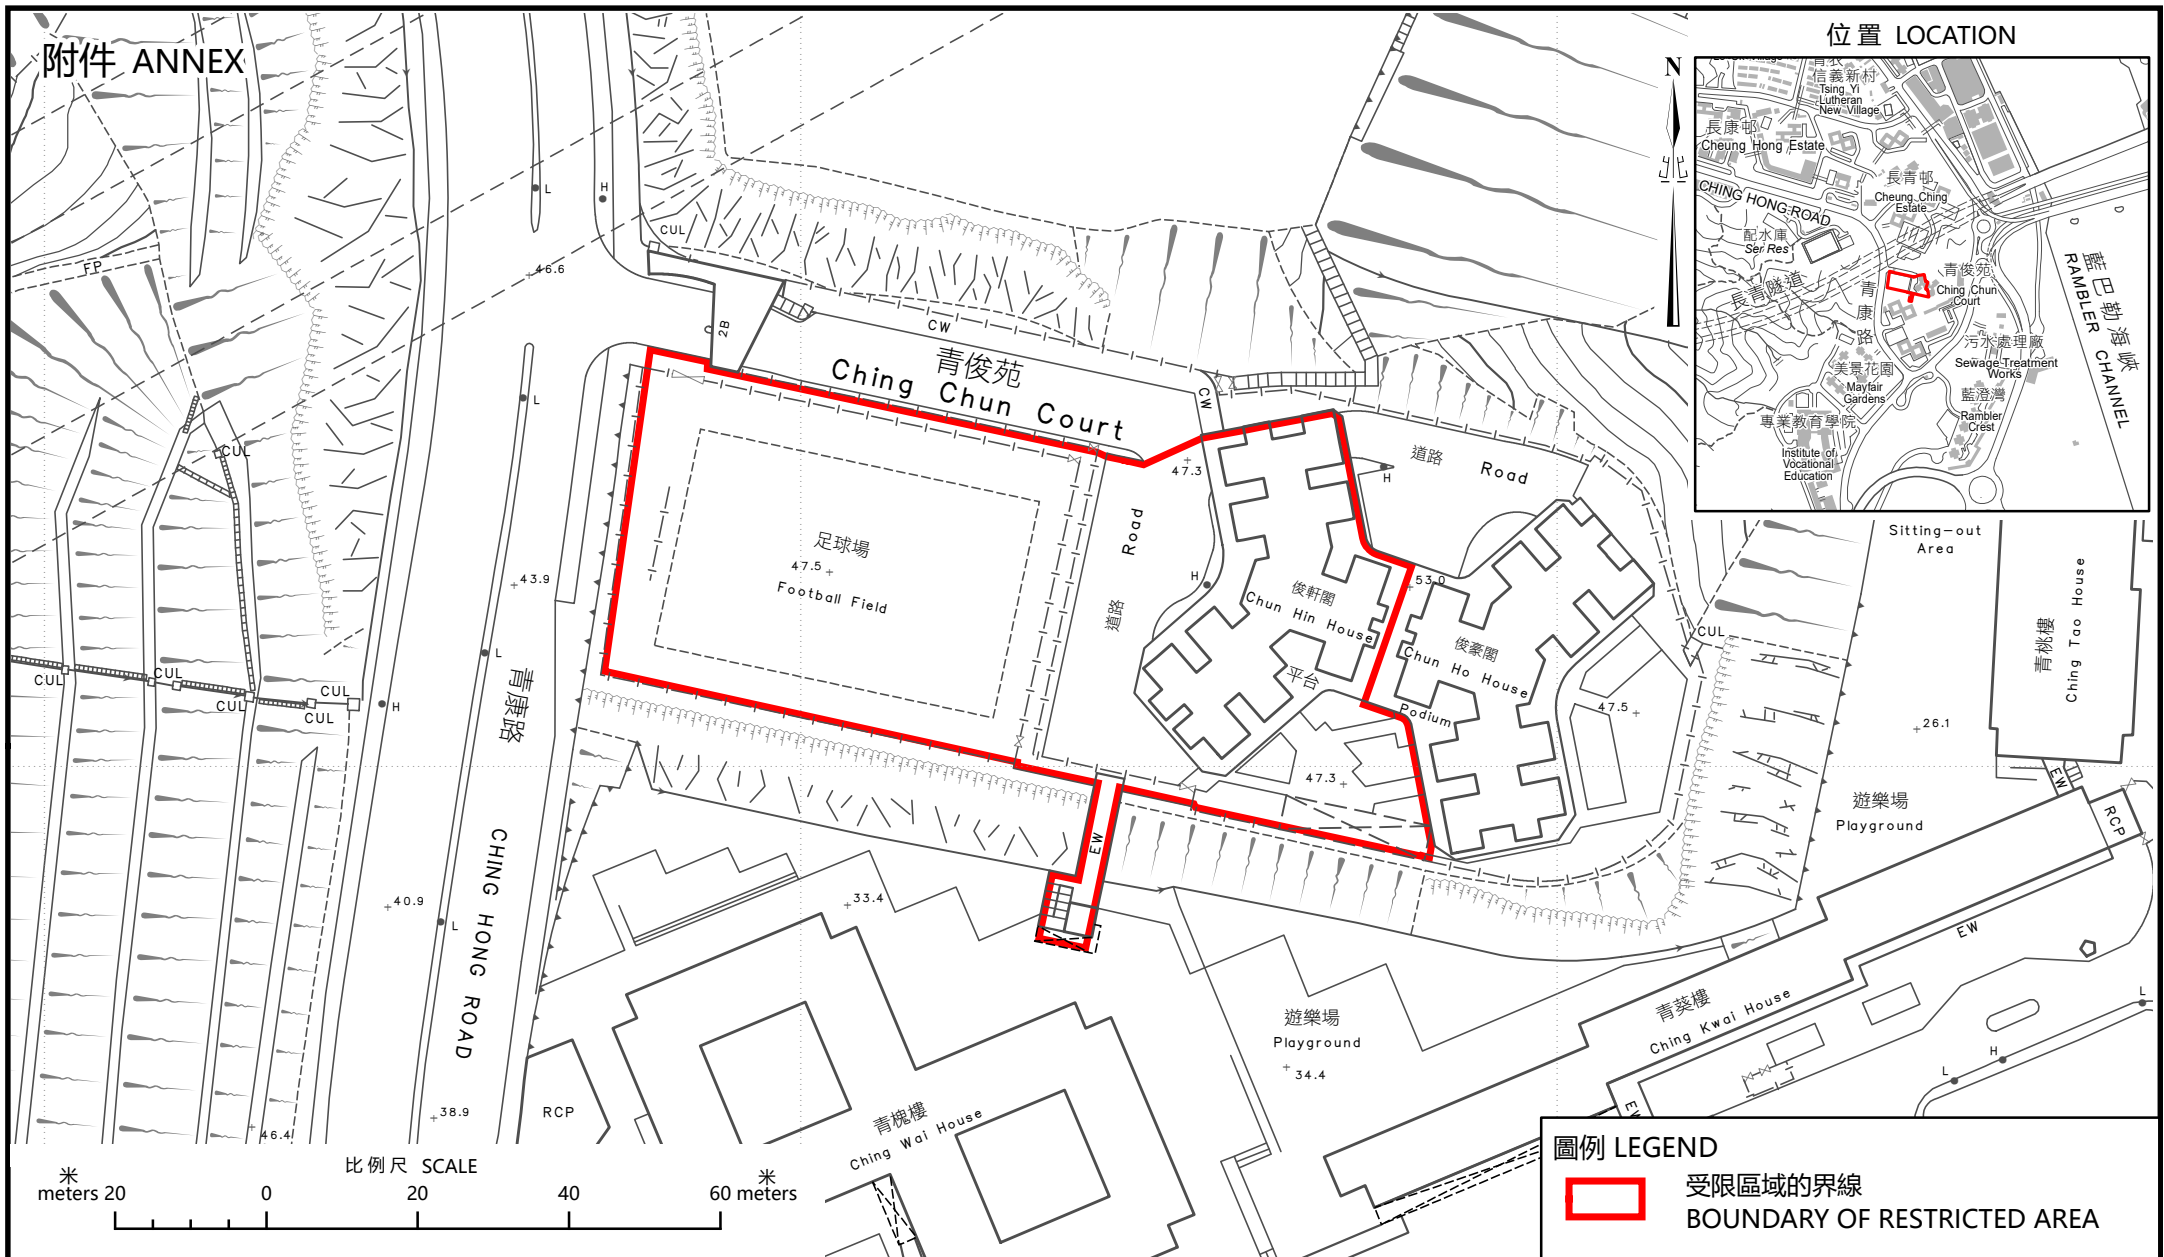 附件 ANNEX
位置 LOCATION
N
信義新村
Tsing Yi
Lutheran
New Village
長康邨
Cheung Hong Estate
長青邨
Cheung Ching
Estate
CHING HONG ROAD
配水庫
Ser Res
長青隧道
青康路
青俊苑
Ching Chun
Court
藍巴勒海峽
RAMBLER CHANNEL
污水處理廠
Sewage Treatment
Works
美景花園
Mayfair
Gardens
藍澄灣
Rambler
Crest
專業教育學院
Institute of
Vocational
Education
FP
L
H
CUL
46.6
2B
CW
青俊苑
Ching Chun Court
CW
47.3
道路 Road
H
L
CUL
足球場
47.5
Football Field
道路 Road
H
43.9
俊軒閣
Chun Hin House
53.0
俊豪閣
Chun Ho House
平台
Podium
47.5
47.3
CUL
Sitting-out
Area
青桃樓
Ching Tao House
26.1
L
CUL
CUL
CUL
CUL
CUL
H
青康路
CHING HONG ROAD
EW
EW
RCP
遊樂場
Playground
40.9
L
33.4
EW
青葵樓
Ching Kwai House
遊樂場
Playground
34.4
L
H
L
EW
38.9
46.4
RCP
青槐樓
Ching Wai House
比例尺 SCALE
米 米
meters 20 0 20 40 60 meters
圖例 LEGEND
受限區域的界線
BOUNDARY OF RESTRICTED AREA